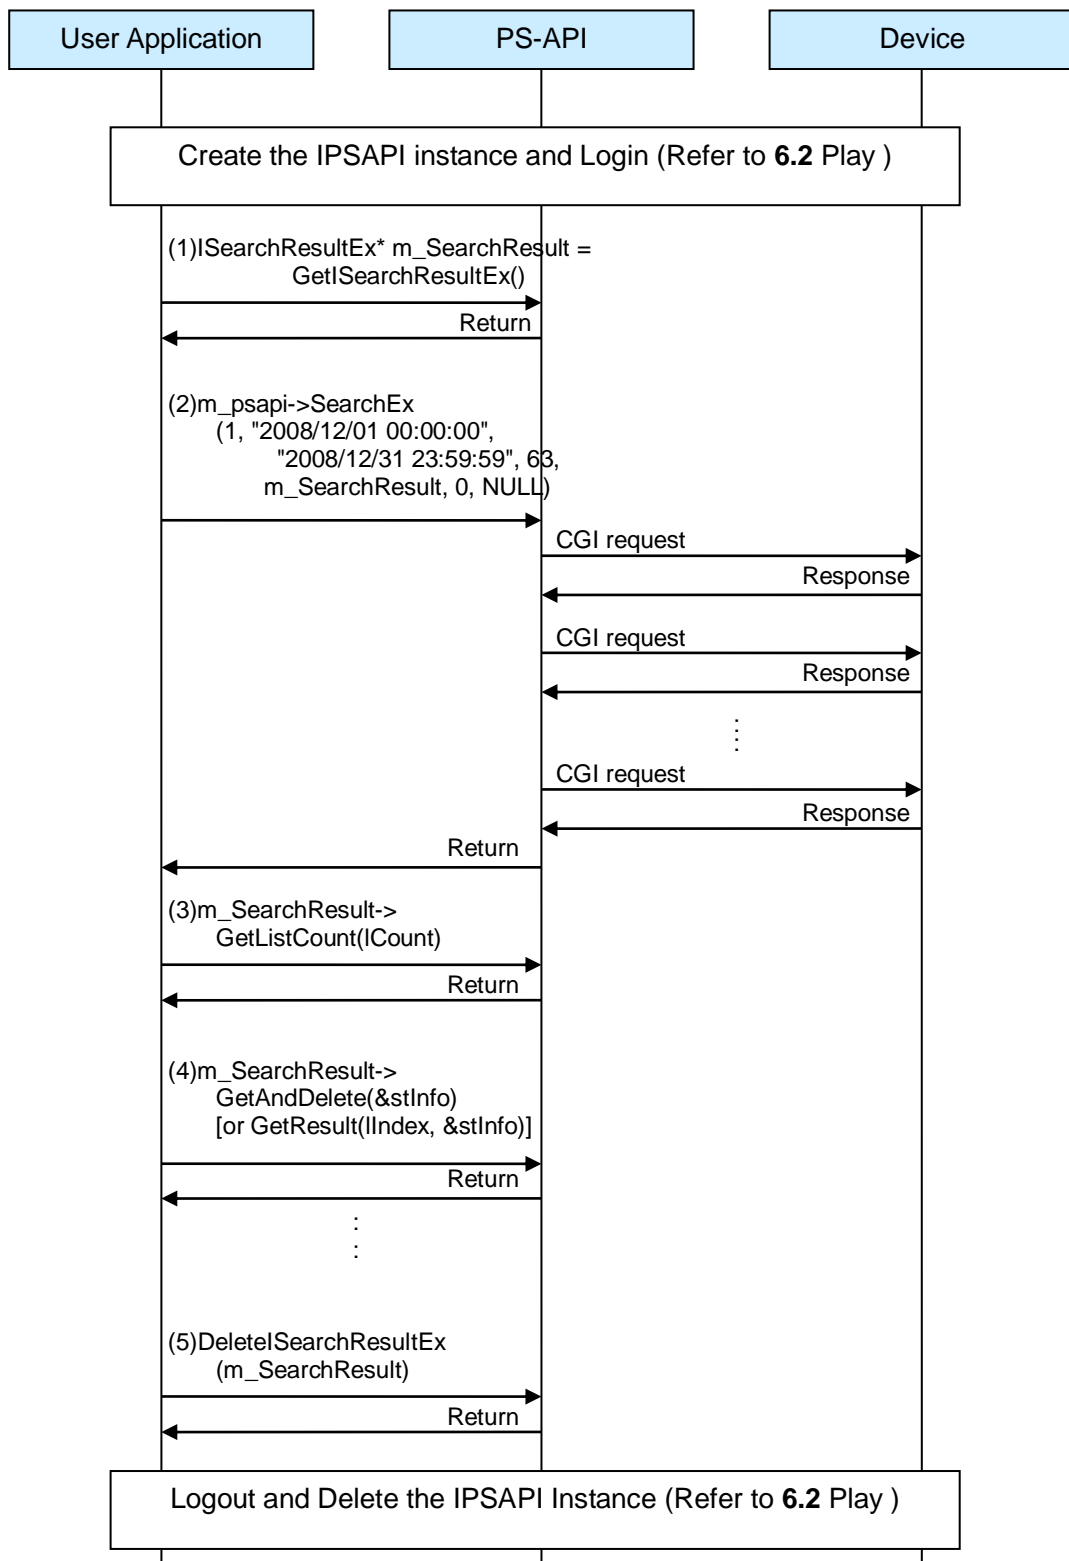 User Application
PS-API
Device
Create the IPSAPI instance and Login (Refer to 6.2 Play )
(1)ISearchResultEx* m_SearchResult =
GetISearchResultEx()
Return
(2)m_psapi->SearchEx
(1, "2008/12/01 00:00:00",
"2008/12/31 23:59:59", 63,
m_SearchResult, 0, NULL)
CGI request
Response
CGI request
Response
CGI request
Response
Return
(3)m_SearchResult->
GetListCount(lCount)
Return
(4)m_SearchResult->
GetAndDelete(&stInfo)
[or GetResult(lIndex, &stInfo)]
Return
(5)DeleteISearchResultEx
(m_SearchResult)
Return
Logout and Delete the IPSAPI Instance (Refer to 6.2 Play )